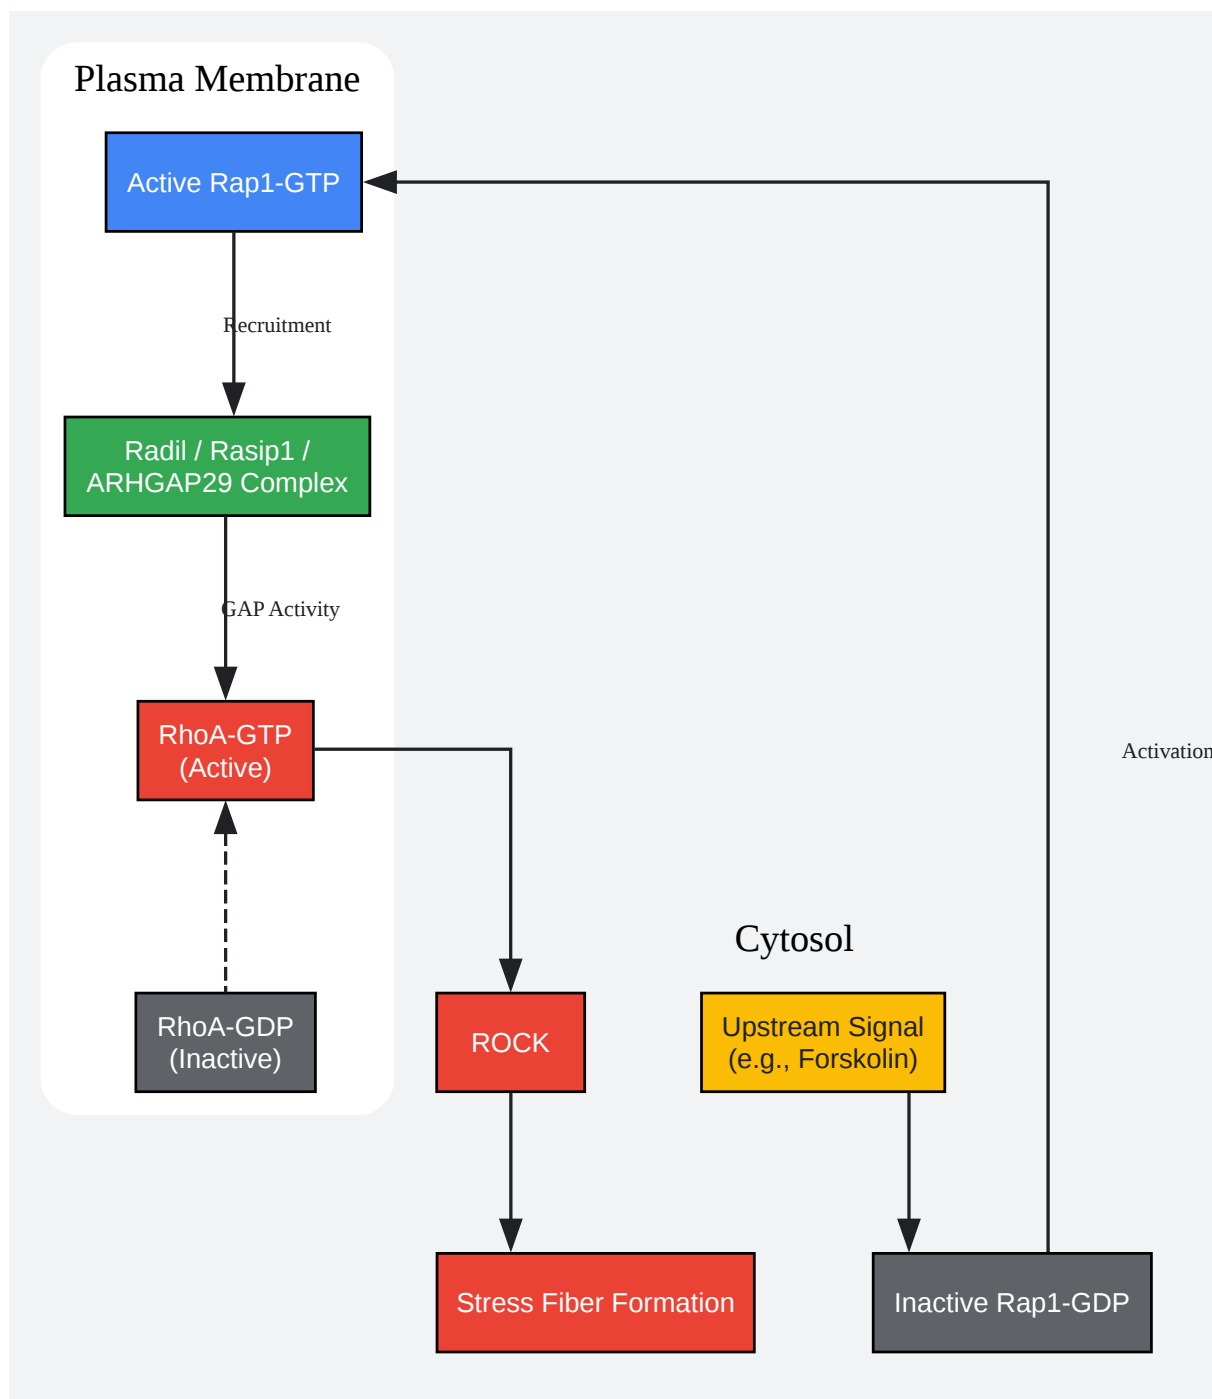 Plasma Membrane
Active Rap1-GTP
Recruitment
Radil / Rasip1 /
ARHGAP29 Complex
GAP Activity
RhoA-GTP
(Active)
Activation
Cytosol
RhoA-GDP
(Inactive)
ROCK
Upstream Signal
(e.g., Forskolin)
Stress Fiber Formation
Inactive Rap1-GDP